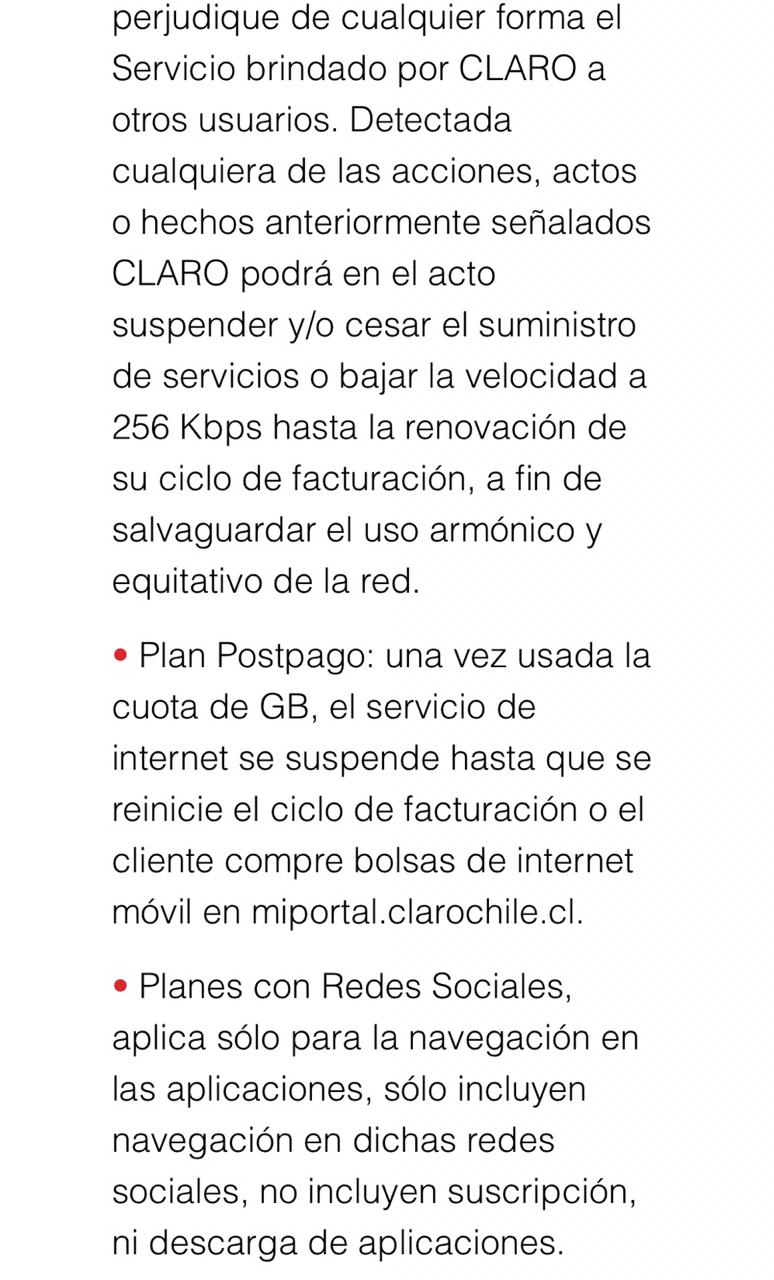 perjudique de cualquier forma el
Servicio brindado por CLARO a
otros usuarios. Detectada
cualquiera de las acciones, actos
o hechos anteriormente señalados
CLARO podrá en el acto
suspender y/o cesar el suministro
de servicios o bajar la velocidad a
256 Kbps hasta la renovación de
su ciclo de facturación, a fin de
salvaguardar el uso armónico y
equitativo de la red.
• Plan Postpago: una vez usada la
cuota de GB, el servicio de
internet se suspende hasta que se
reinicie el ciclo de facturación o el
cliente compre bolsas de internet
móvil en miportal.clarochile.cl.
• Planes con Redes Sociales,
aplica sólo para la navegación en
las aplicaciones, sólo incluyen
navegación en dichas redes
sociales, no incluyen suscripción,
ni descarga de aplicaciones.